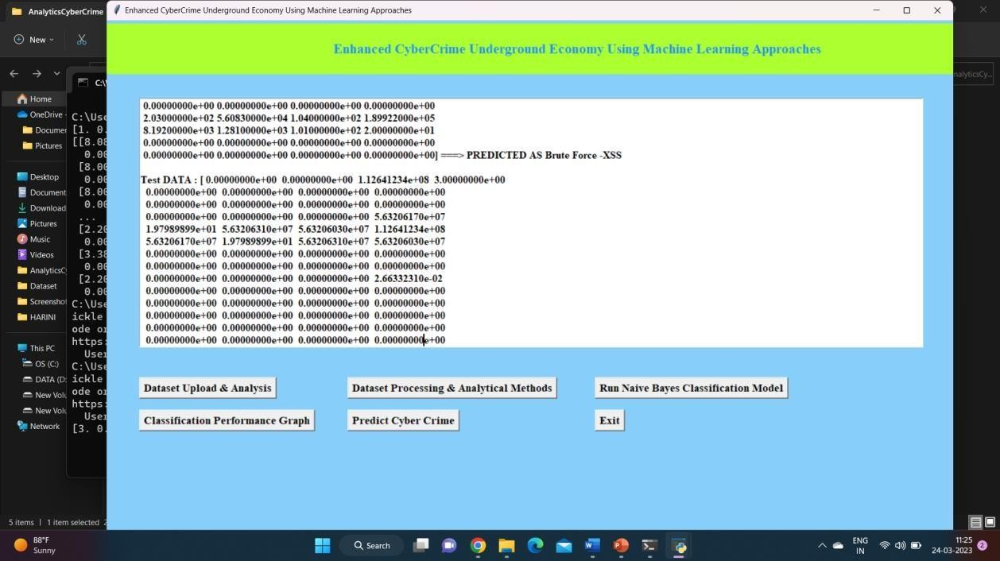 AnalyticsCyberCrime
Enhanced CyberCrime Underground Economy Using Machine Learning Approaches
New
Enhanced CyberCrime Underground Economy Using Machine Learning Approaches
nalyticsCy...
C:\
Home
OneDrive
Documen
Pictures
Desktop
Document
Download
Pictures
Music
Videos
AnalyticsC
Dataset
Screenshot
HARINI
This PC
OS (C:)
DATA (D:
New Volu
New Volu
Network
C:\Use
[1. 0.
[[8.08
0.00
[8.00
0.00
[8.00
0.00
...
[2.20
0.00
[3.38
0.00
[2.20
0.00
C:\Use
ickle
ode or
https:
User
C:\Use
ickle
ode or
https:
User
[3. 0.
0.00000000e+00 0.00000000e+00 0.00000000e+00 0.00000000e+00
2.03000000e+02 5.60830000e+04 1.04000000e+02 1.89922000e+05
8.19200000e+03 1.28100000e+03 1.01000000e+02 2.00000000e+01
0.00000000e+00 0.00000000e+00 0.00000000e+00 0.00000000e+00
0.00000000e+00 0.00000000e+00 0.00000000e+00 0.00000000e+00] ===> PREDICTED AS Brute Force -XSS
Test DATA : [ 0.00000000e+00 0.00000000e+00 1.12641234e+08 3.00000000e+00
0.00000000e+00 0.00000000e+00 0.00000000e+00 0.00000000e+00
0.00000000e+00 0.00000000e+00 0.00000000e+00 0.00000000e+00
0.00000000e+00 0.00000000e+00 0.00000000e+00 5.63206170e+07
1.97989899e+01 5.63206310e+07 5.63206030e+07 1.12641234e+08
5.63206170e+07 1.97989899e+01 5.63206310e+07 5.63206030e+07
0.00000000e+00 0.00000000e+00 0.00000000e+00 0.00000000e+00
0.00000000e+00 0.00000000e+00 0.00000000e+00 0.00000000e+00
0.00000000e+00 0.00000000e+00 0.00000000e+00 2.66332310e-02
0.00000000e+00 0.00000000e+00 0.00000000e+00 0.00000000e+00
0.00000000e+00 0.00000000e+00 0.00000000e+00 0.00000000e+00
0.00000000e+00 0.00000000e+00 0.00000000e+00 0.00000000e+00
0.00000000e+00 0.00000000e+00 0.00000000e+00 0.00000000e+00
0.00000000e+00 0.00000000e+00 0.00000000e+00 0.00000000e+00
Dataset Upload & Analysis
Dataset Processing & Analytical Methods
Run Naive Bayes Classification Model
Classification Performance Graph
Predict Cyber Crime
Exit
5 items | 1 item selected 2
88°F
Sunny
Search
ENG
IN
11:25
24-03-2023
2